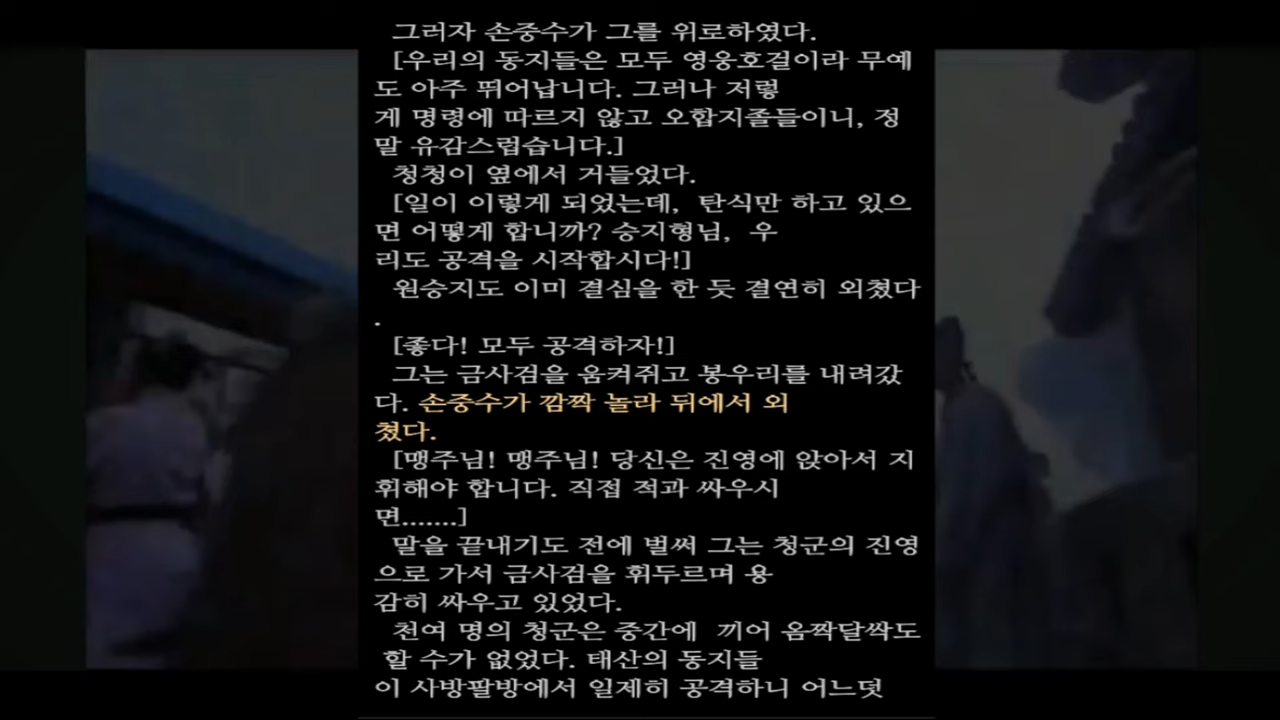 그러자 손중수가 그를 위로하였다.
[우리의 동지들은 모두 영웅호걸이라 무예
도 아주 뛰어납니다. 그러나 저렇
게 명령에 따르지 않고 오합지졸들이니, 정
말 유감스럽습니다.]
청청이 옆에서 거들었다.
[일이 이렇게 되었는데, 탄식만 하고 있으
면 어떻게 합니까? 승지형님, 우
리도 공격을 시작합시다!]
원승지도 이미 결심을 한 듯 결연히 외쳤다
.
[좋다! 모두 공격하자!]
그는 금사검을 움켜쥐고 봉우리를 내려갔
다. 손중수가 깜짝 놀라 뒤에서 외
쳤다.
[맹주님! 맹주님! 당신은 진영에 앉아서 지
휘해야 합니다. 직접 적과 싸우시
면.......]
말을 끝내기도 전에 벌써 그는 청군의 진영
으로 가서 금사검을 휘두르며 용
감히 싸우고 있었다.
천여 명의 청군은 중간에 끼어 옴짝달싹도
할 수가 없었다. 태산의 동지들
이 사방팔방에서 일제히 공격하니 어느덧